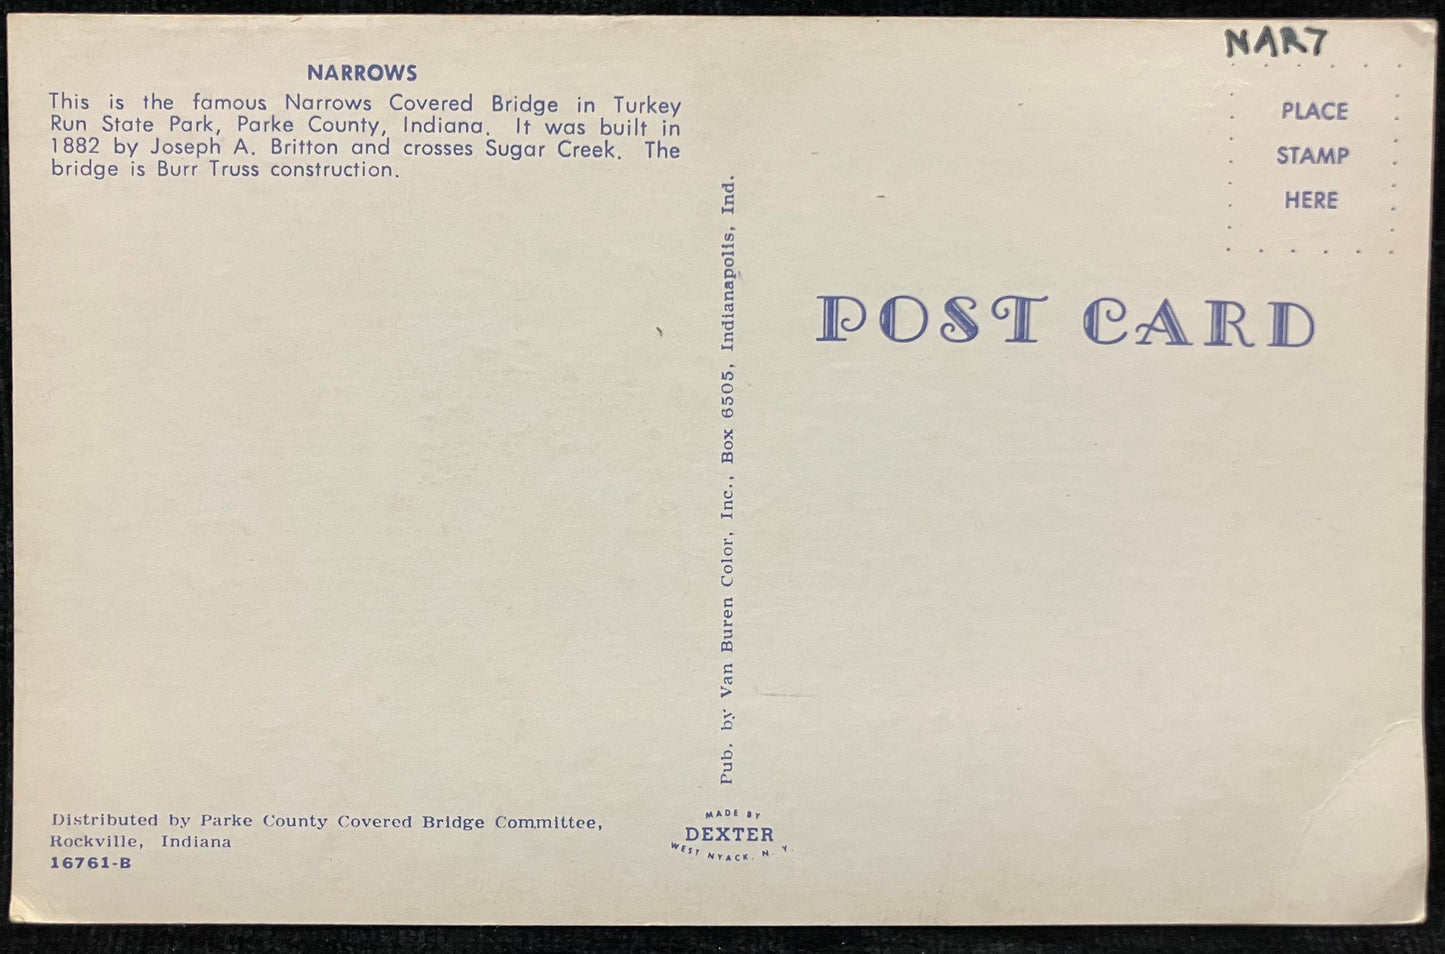 NAR7
NARROWS
This is the famous Narrows Covered Bridge in Turkey
Run State Park, Parke County, Indiana. It was built in
1882 by Joseph A. Britton and crosses Sugar Creek. The
bridge is Burr Truss construction.
Distributed by Parke County Covered Bridge Committee,
Rockville, Indiana
16761-B
Pub. by Van Buren Color, Inc., Box 6505, Indianapolis, Ind.
MADE BY
DEXTER
WEST NYACK, N. Y.
PLACE
STAMP
HERE
POST CARD